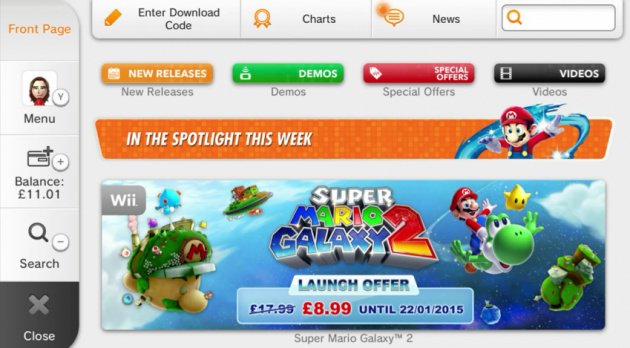 Front Page
Enter Download
Code
Charts
News
Y
Menu
+
Balance:
£11.01
−
Search
Close
NEW RELEASES
New Releases
DEMOS
Demos
SPECIAL
OFFERS
Special Offers
VIDEOS
Videos
IN THE SPOTLIGHT THIS WEEK
Wii
SUPER
MARIO
GALAXY 2
LAUNCH OFFER
£17.99 £8.99 UNTIL 22/01/2015
Super Mario Galaxy™ 2